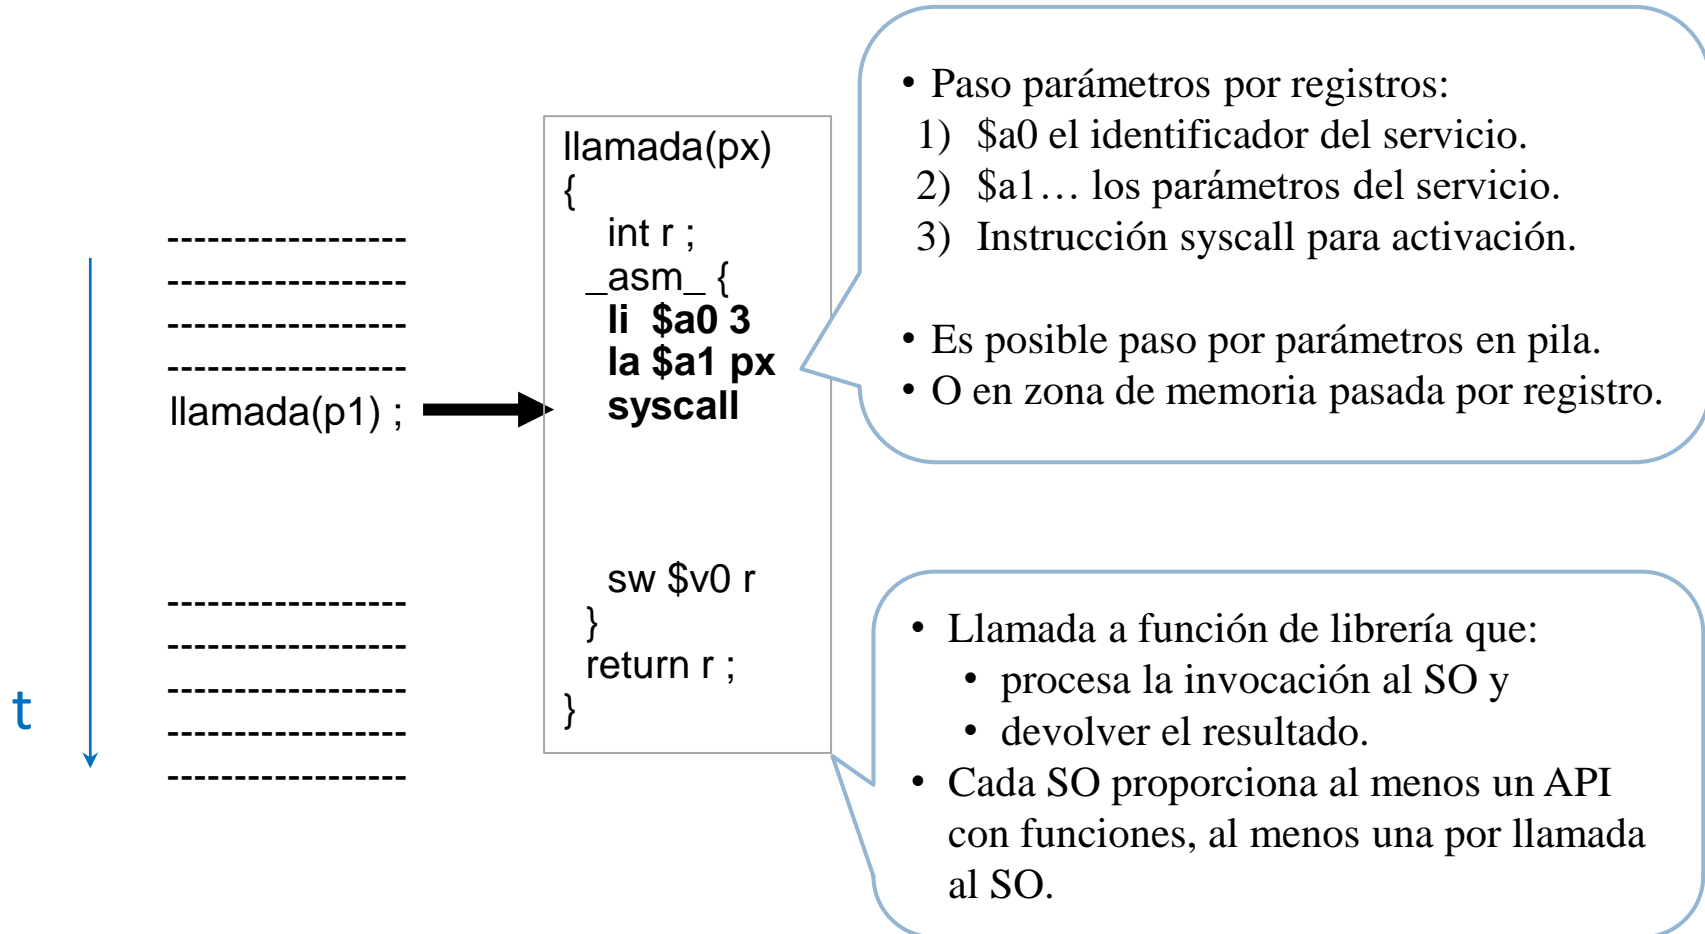 ------------------
------------------
------------------
------------------
llamada(p1) ;
------------------
------------------
------------------
------------------
------------------
t
llamada(px)
{
int r ;
_asm_ {
li $a0 3
la $a1 px
syscall
sw $v0 r
}
return r ;
}
• Paso parámetros por registros:
1) $a0 el identificador del servicio.
2) $a1… los parámetros del servicio.
3) Instrucción syscall para activación.
• Es posible paso por parámetros en pila.
• O en zona de memoria pasada por registro.
• Llamada a función de librería que:
• procesa la invocación al SO y
• devolver el resultado.
• Cada SO proporciona al menos un API
con funciones, al menos una por llamada
al SO.